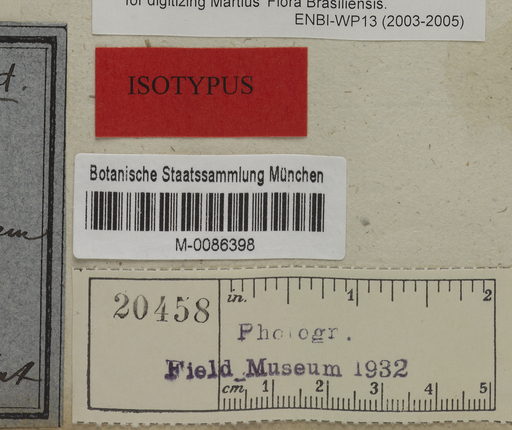 for digitizing Martius' Flora Brasiliensis.
ENBI-WP13 (2003-2005)
d.
ISOTYPUS
Botanische Staatssammlung München
M-0086398
20458
in. 1 2
Photogr.
Field Museum 1932
cm 1 2 3 4 5